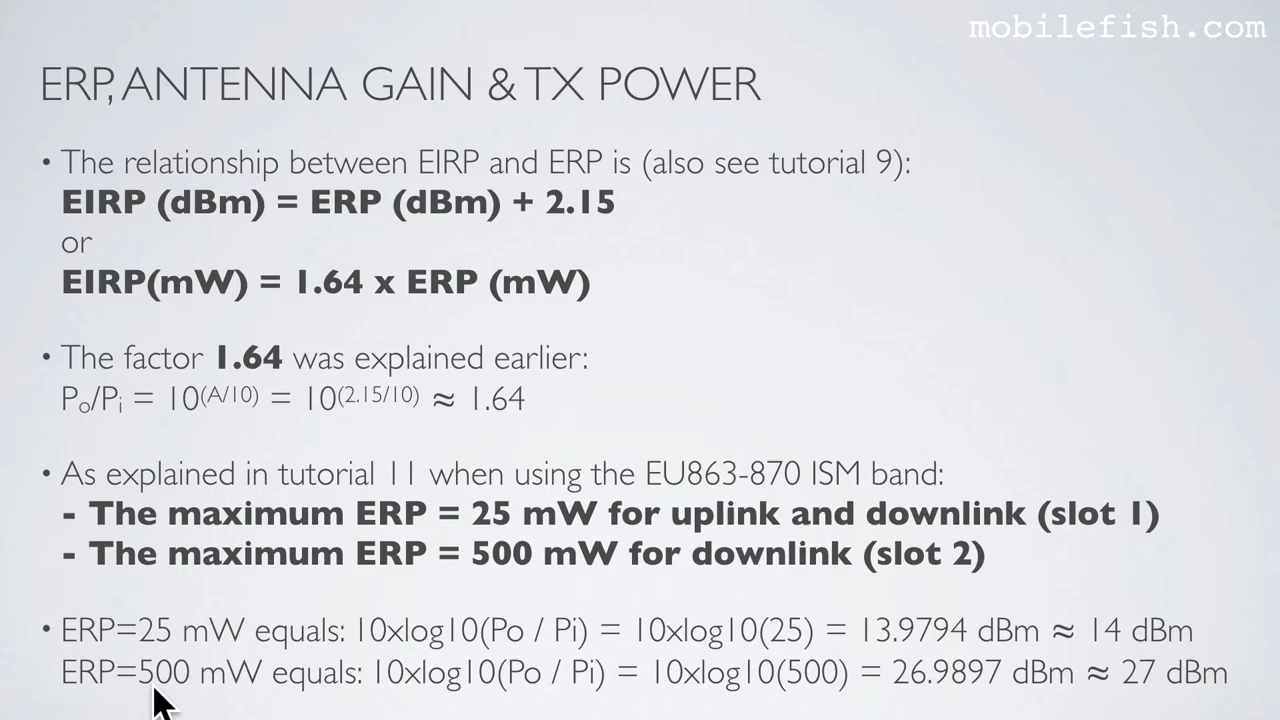 mobilefish.com
ERP, ANTENNA GAIN & TX POWER
• The relationship between EIRP and ERP is (also see tutorial 9):
EIRP (dBm) = ERP (dBm) + 2.15
or
EIRP(mW) = 1.64 x ERP (mW)
• The factor 1.64 was explained earlier:
Po/Pi = 10(A/10) = 10(2.15/10) ≈ 1.64
• As explained in tutorial 11 when using the EU863-870 ISM band:
- The maximum ERP = 25 mW for uplink and downlink (slot 1)
- The maximum ERP = 500 mW for downlink (slot 2)
• ERP=25 mW equals: 10xlog10(Po / Pi) = 10xlog10(25) = 13.9794 dBm ≈ 14 dBm
ERP=500 mW equals: 10xlog10(Po / Pi) = 10xlog10(500) = 26.9897 dBm ≈ 27 dBm